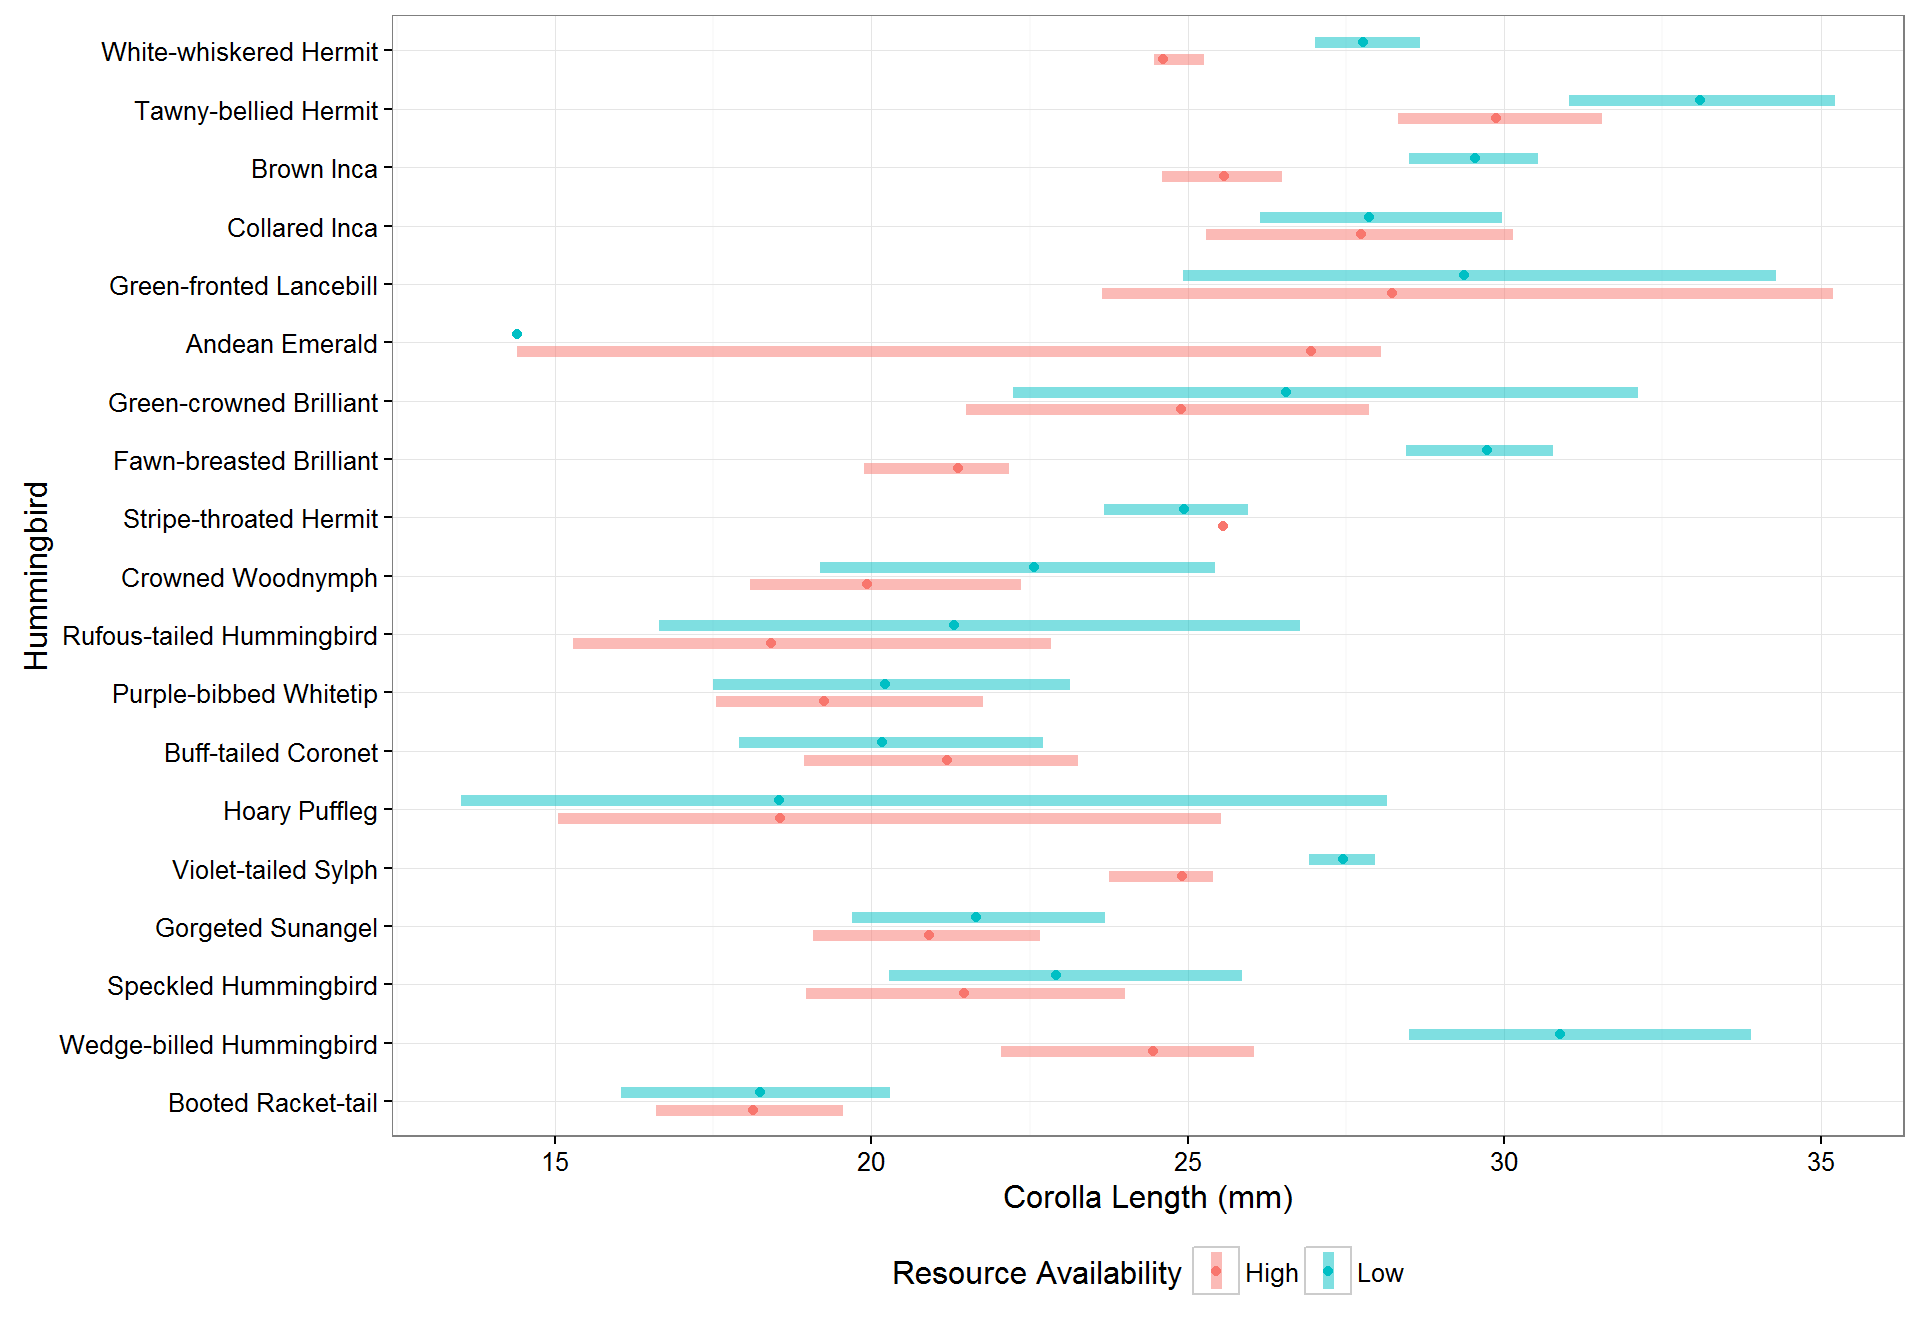 White-whiskered Hermit
Tawny-bellied Hermit
Brown Inca
Collared Inca
Green-fronted Lancebill
Andean Emerald
Green-crowned Brilliant
Fawn-breasted Brilliant
Stripe-throated Hermit
Crowned Woodnymph
Rufous-tailed Hummingbird
Purple-bibbed Whitetip
Buff-tailed Coronet
Hoary Puffleg
Violet-tailed Sylph
Gorgeted Sunangel
Speckled Hummingbird
Wedge-billed Hummingbird
Booted Racket-tail
Hummingbird
15 20 25 30 35
Corolla Length (mm)
Resource Availability High Low